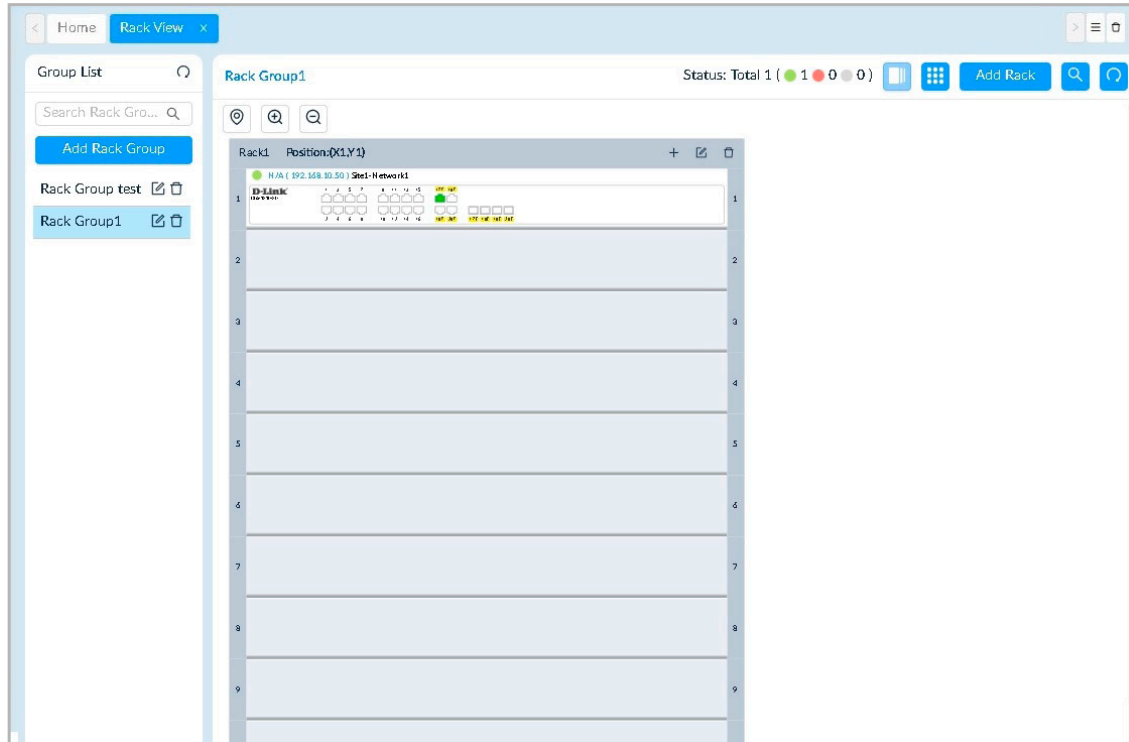 Home Rack View ×
Group List
Search Rack Gro...
Add Rack Group
Rack Group test
Rack Group1
Rack Group1
Status: Total 1 ( 1 0 0 )
Add Rack
Rack1 Position:(X1,Y1)
N/A ( 192.168.10.50 ) Site1-Network1
D-Link
1 1
2 2
3 3
4 4
5 5
6 6
7 7
8 8
9 9